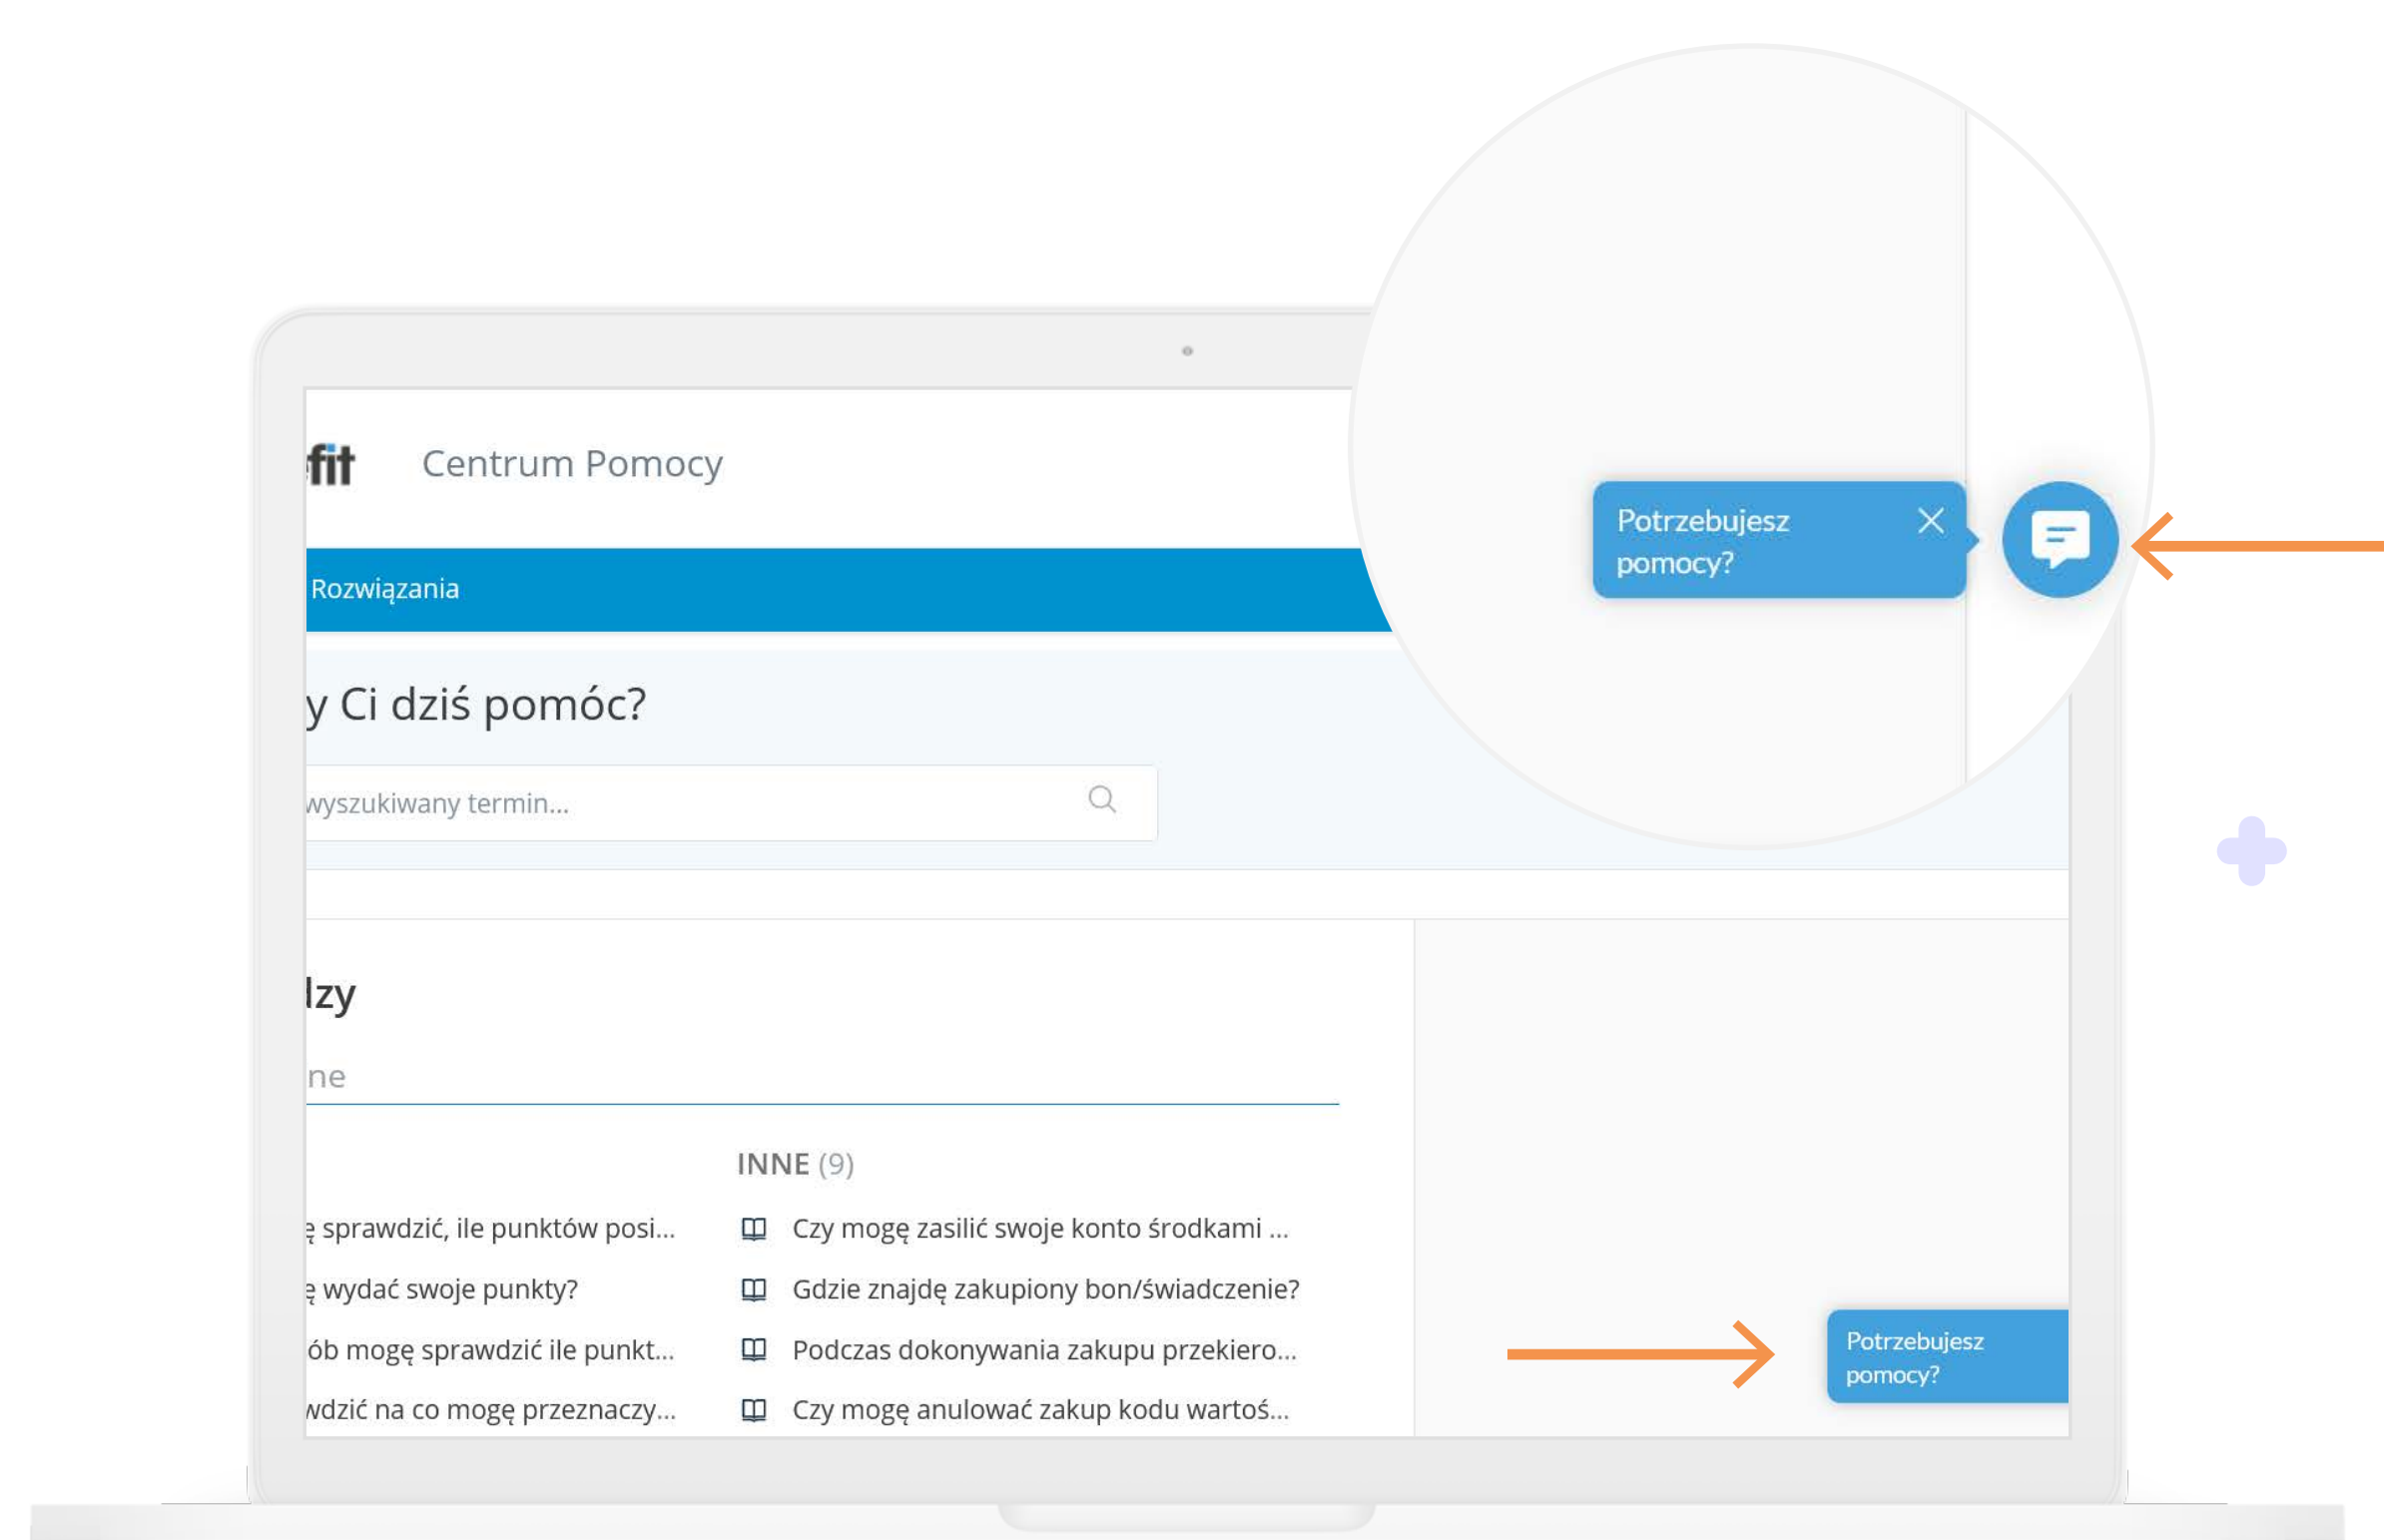 fit Centrum Pomocy
Rozwiązania
y Ci dziś pomóc?
wyszukiwany termin...
dzy
ne
INNE (9)
ę sprawdzić, ile punktów posi...
ę wydać swoje punkty?
ób mogę sprawdzić ile punkt...
wdzić na co mogę przeznaczy...
Czy mogę zasilić swoje konto środkami ...
Gdzie znajdę zakupiony bon/świadczenie?
Podczas dokonywania zakupu przekiero...
Czy mogę anulować zakup kodu wartoś...
Potrzebujesz
pomocy?
Potrzebujesz
pomocy?